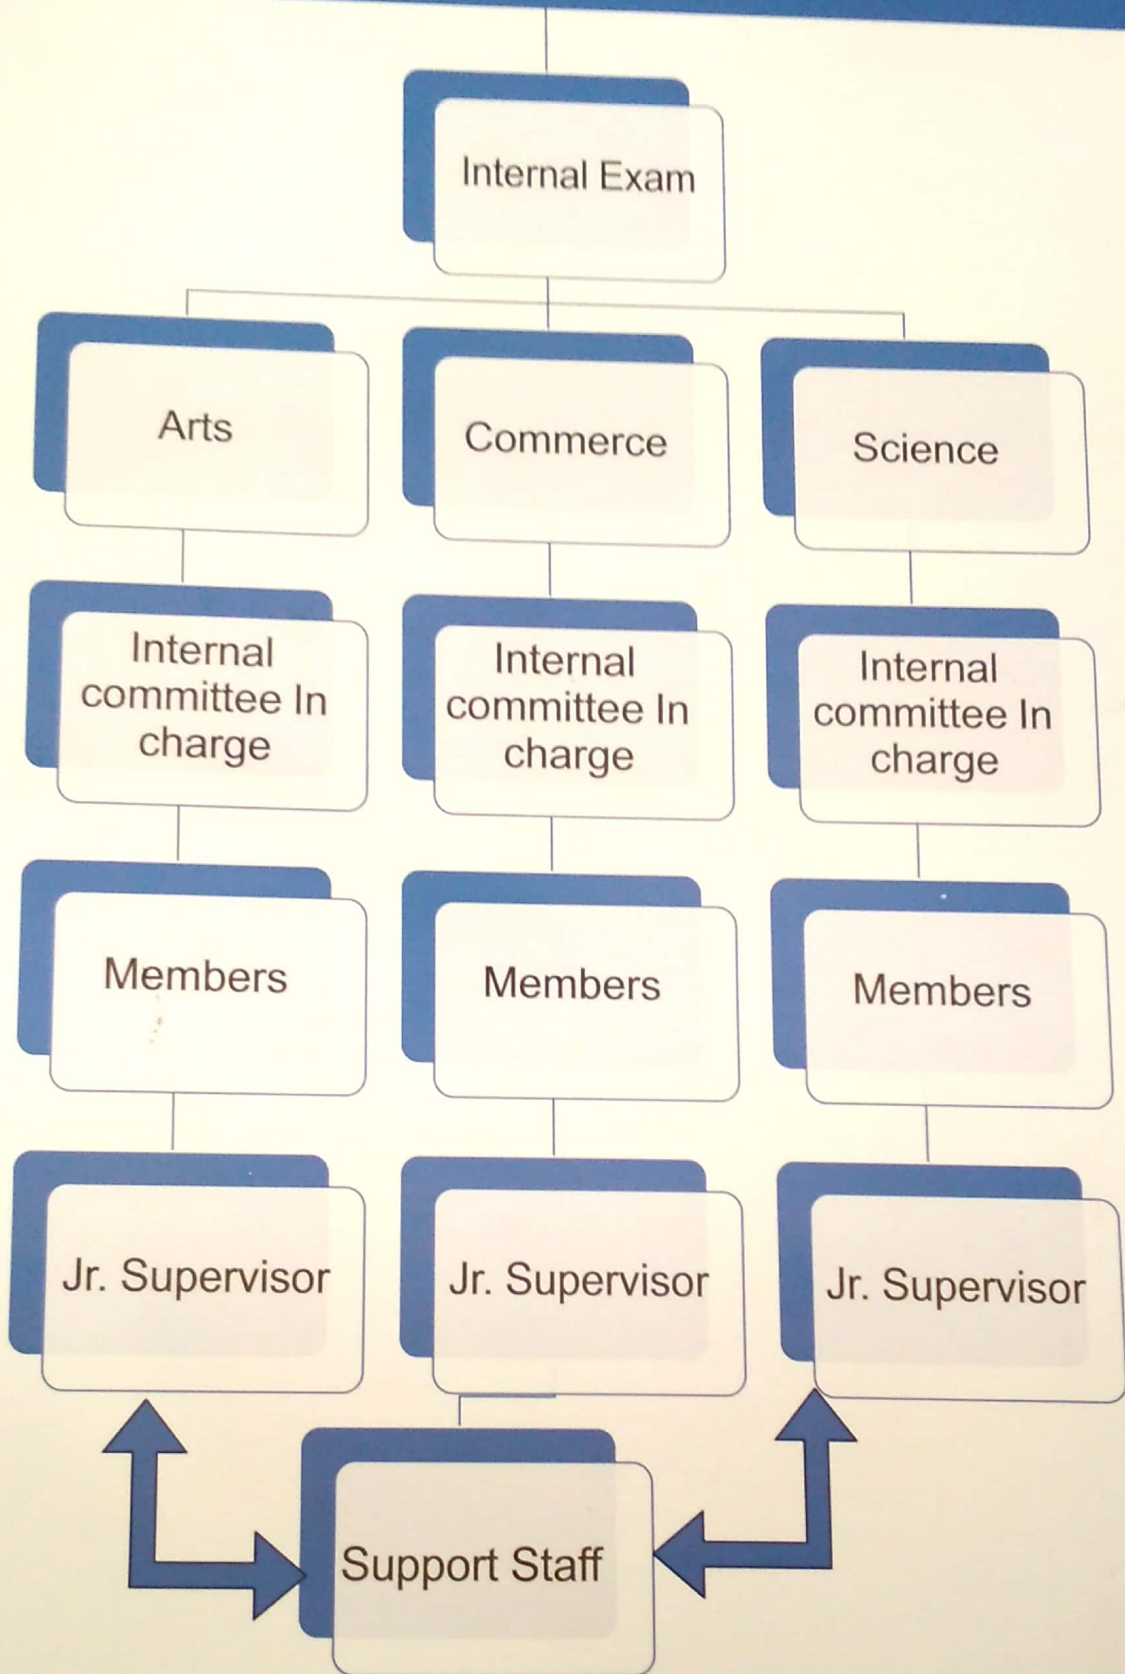 Internal Exam
Arts
Commerce
Science
Internal
committee In
charge
Internal
committee In
charge
Internal
committee In
charge
Members
Members
Members
Jr. Supervisor
Jr. Supervisor
Jr. Supervisor
Support Staff